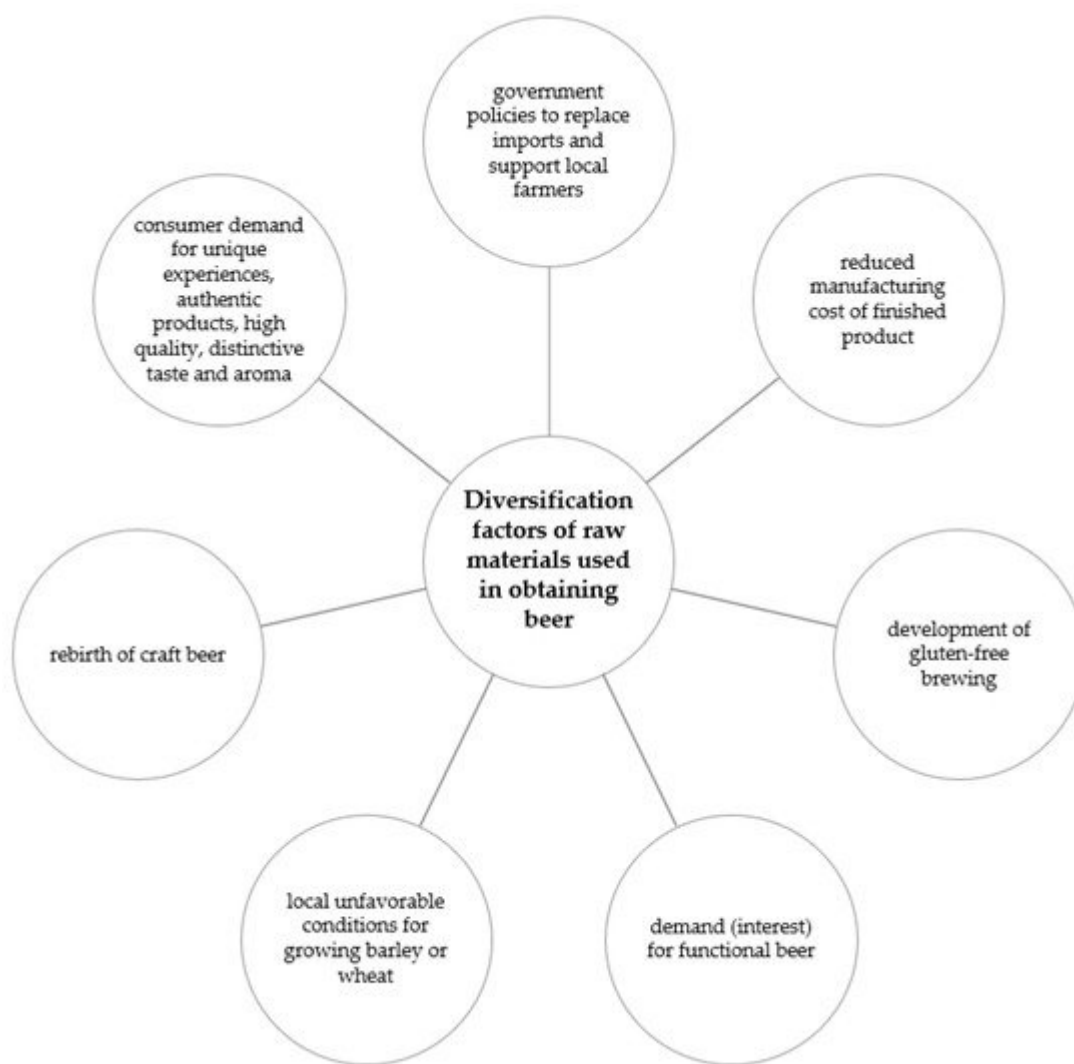 government
policies to replace
imports and
support local
farmers
consumer demand
for unique
experiences,
authentic
products, high
quality, distinctive
taste and aroma
reduced
manufacturing
cost of finished
product
Diversification
factors of raw
materials used
in obtaining
beer
rebirth of craft beer
development of
gluten-free
brewing
local unfavorable
conditions for
growing barley or
wheat
demand (interest)
for functional beer